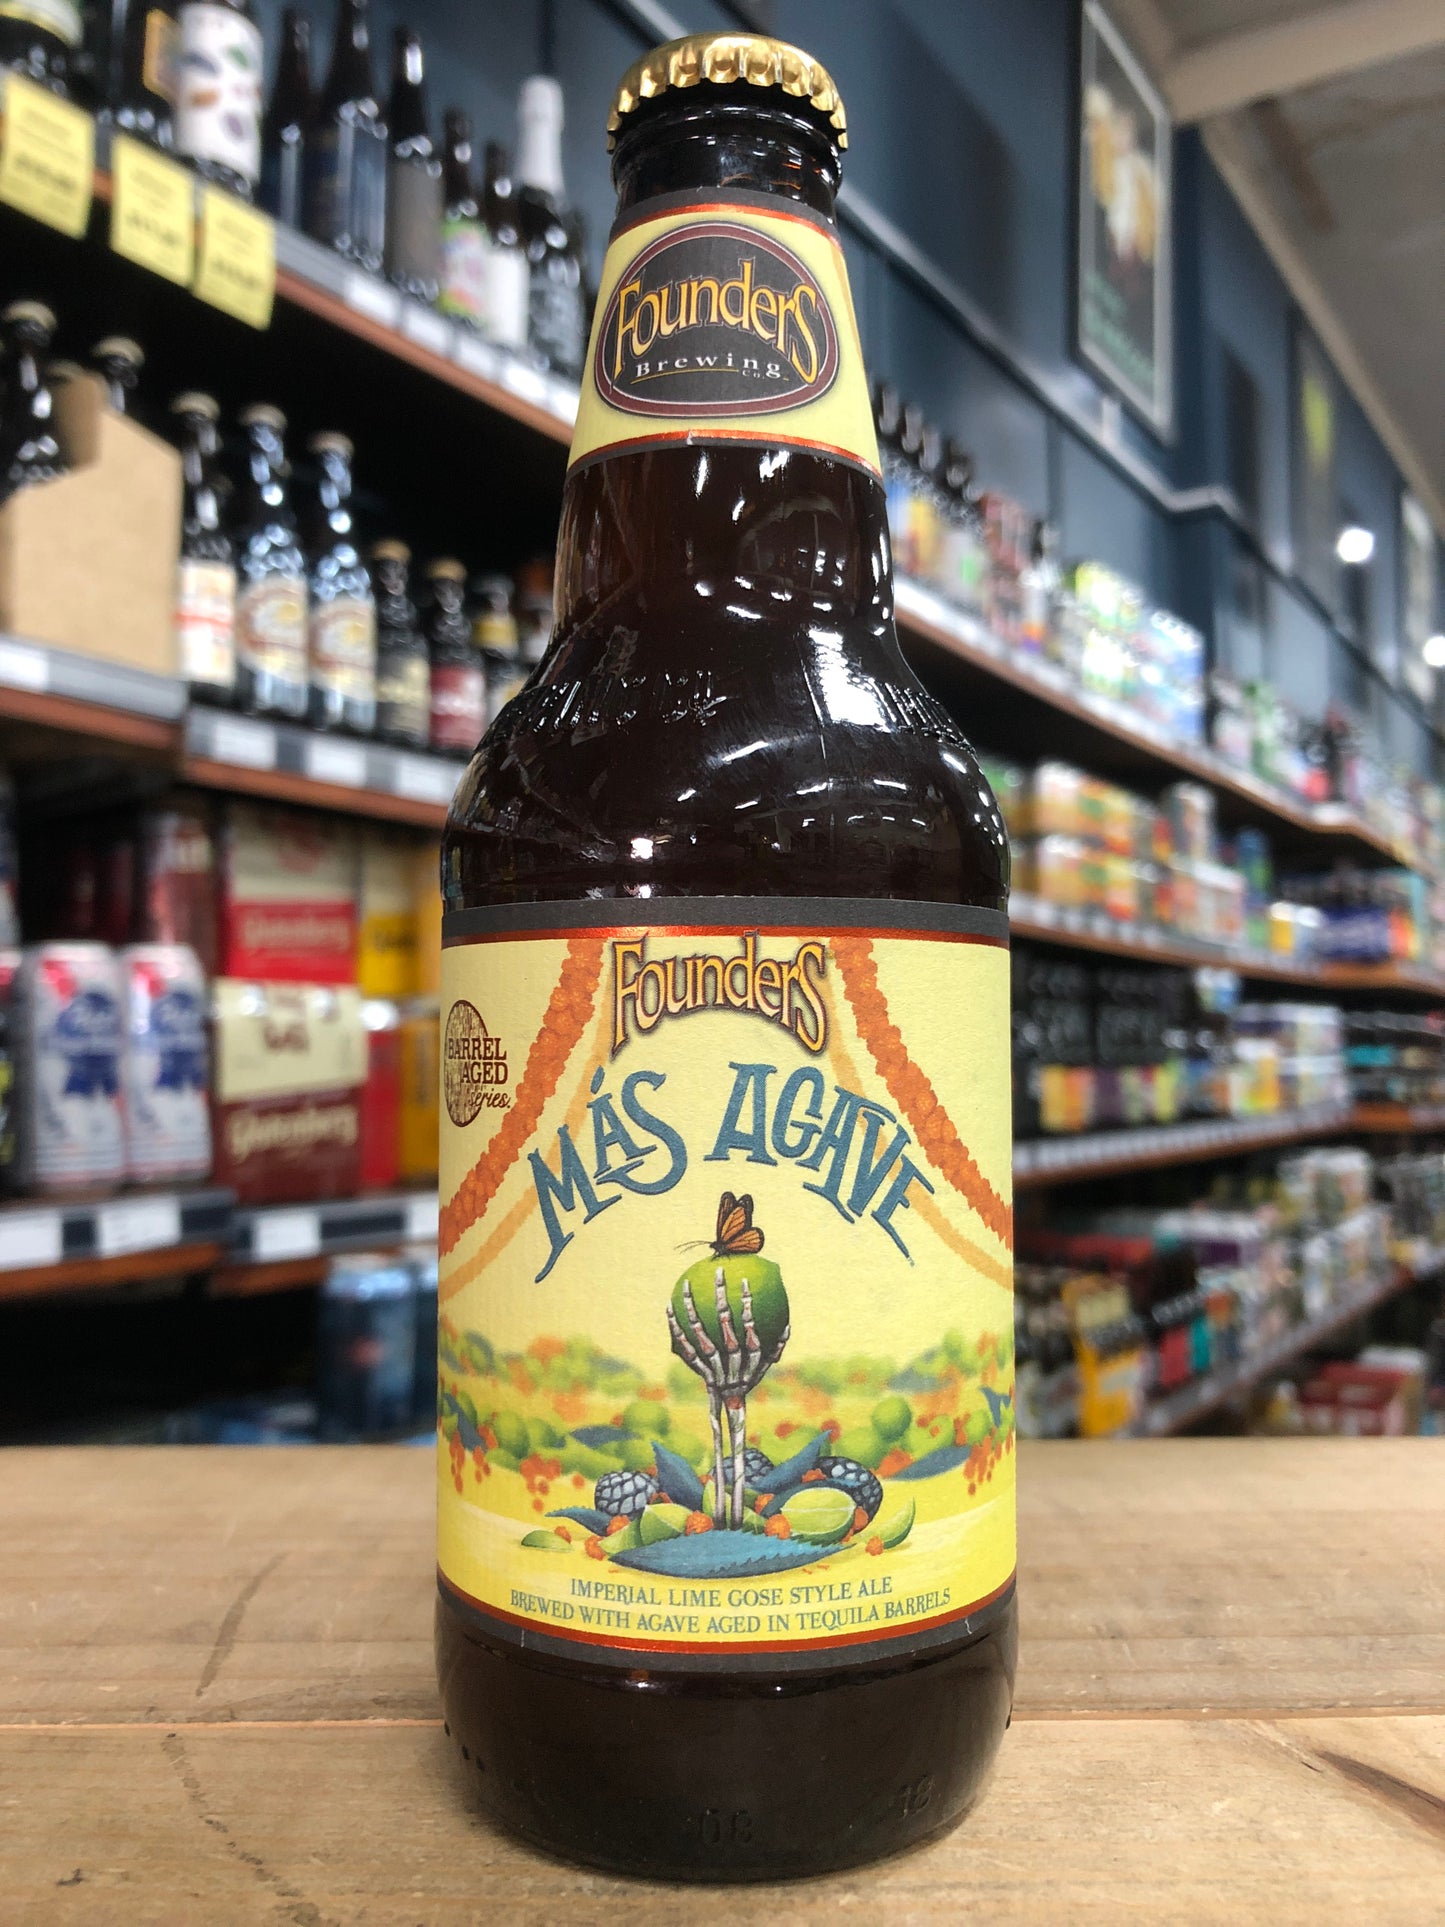 Founders
Brewing
Co.
Founders
BARREL
AGED
series.
MÁS AGAVE
IMPERIAL LIME GOSE STYLE ALE
BREWED WITH AGAVE AGED IN TEQUILA BARRELS